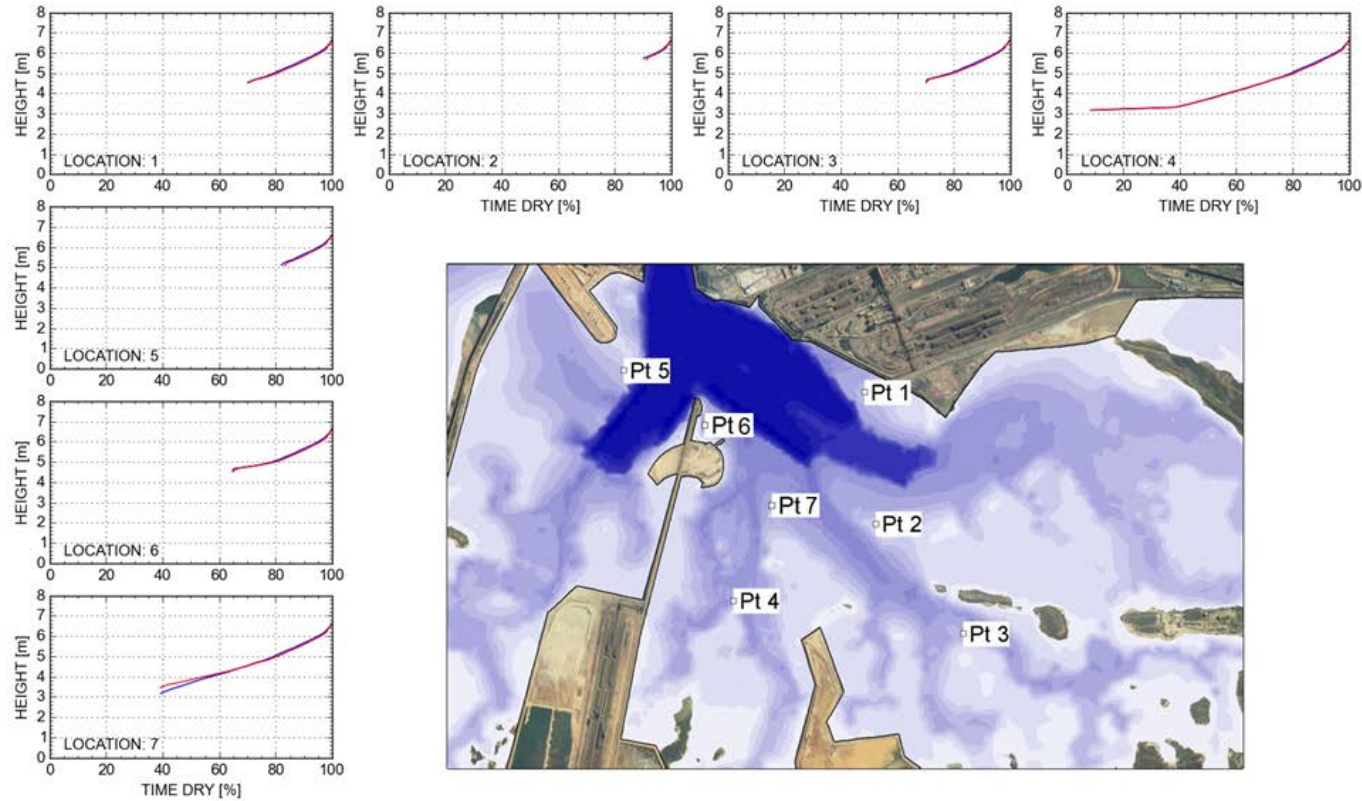 HEIGHT [m]
8
7
6
5
4
3
2
1
0
LOCATION: 1
0 20 40 60 80 100
HEIGHT [m]
8
7
6
5
4
3
2
1
0
LOCATION: 2
0 20 40 60 80 100
TIME DRY [%]
HEIGHT [m]
8
7
6
5
4
3
2
1
0
LOCATION: 3
0 20 40 60 80 100
TIME DRY [%]
HEIGHT [m]
8
7
6
5
4
3
2
1
0
LOCATION: 4
0 20 40 60 80 100
TIME DRY [%]
HEIGHT [m]
8
7
6
5
4
3
2
1
0
LOCATION: 5
0 20 40 60 80 100
HEIGHT [m]
8
7
6
5
4
3
2
1
0
LOCATION: 6
0 20 40 60 80 100
HEIGHT [m]
8
7
6
5
4
3
2
1
0
LOCATION: 7
0 20 40 60 80 100
TIME DRY [%]
Pt 5
Pt 1
Pt 6
Pt 7
Pt 2
Pt 4
Pt 3